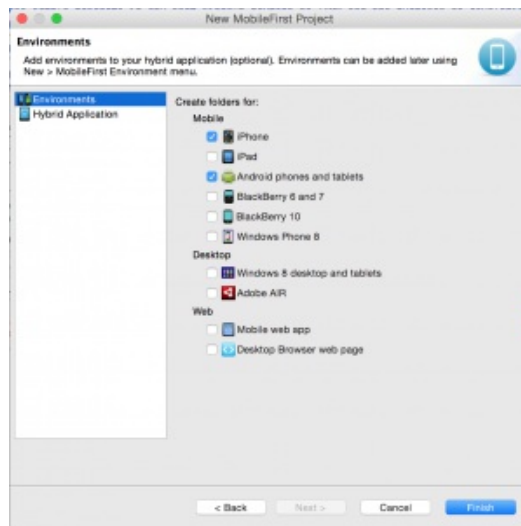 New MobileFirst Project
Environments
Add environments to your hybrid application (optional). Environments can be added later using
New > MobileFirst Environment menu.
Environments
Hybrid Application
Create folders for:
Mobile
iPhone
iPad
Android phones and tablets
BlackBerry 6 and 7
BlackBerry 10
Windows Phone 8
Desktop
Windows 8 desktop and tablets
Adobe AIR
Web
Mobile web app
Desktop Browser web page
< Back Next > Cancel Finish